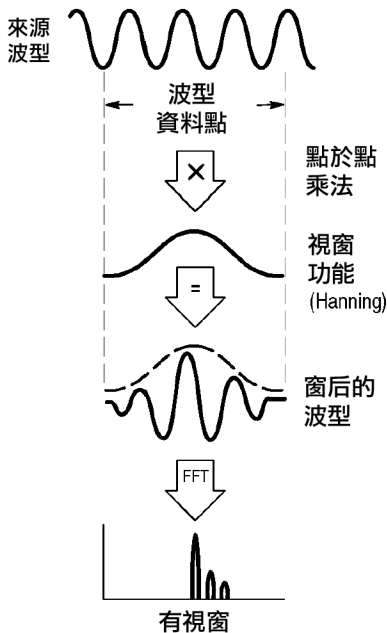 來源
波型
波型
資料點
×
點於點
乘法
視窗
功能
(Hanning)
=
窗后的
波型
FFT
有視窗